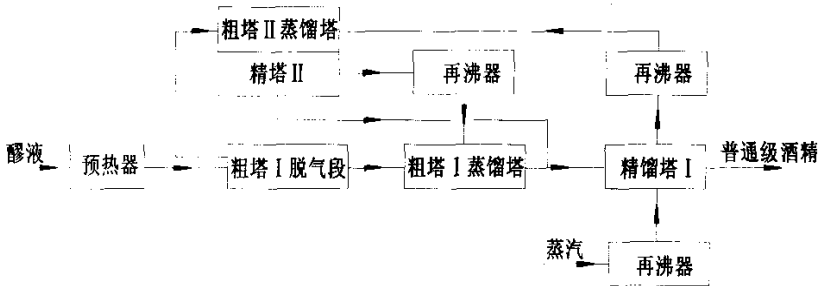 粗塔Ⅱ蒸馏塔
精塔Ⅱ
再沸器
再沸器
醪液
预热器
粗塔Ⅰ脱气段
粗塔Ⅰ蒸馏塔
精馏塔Ⅰ
普通级酒精
蒸汽
再沸器